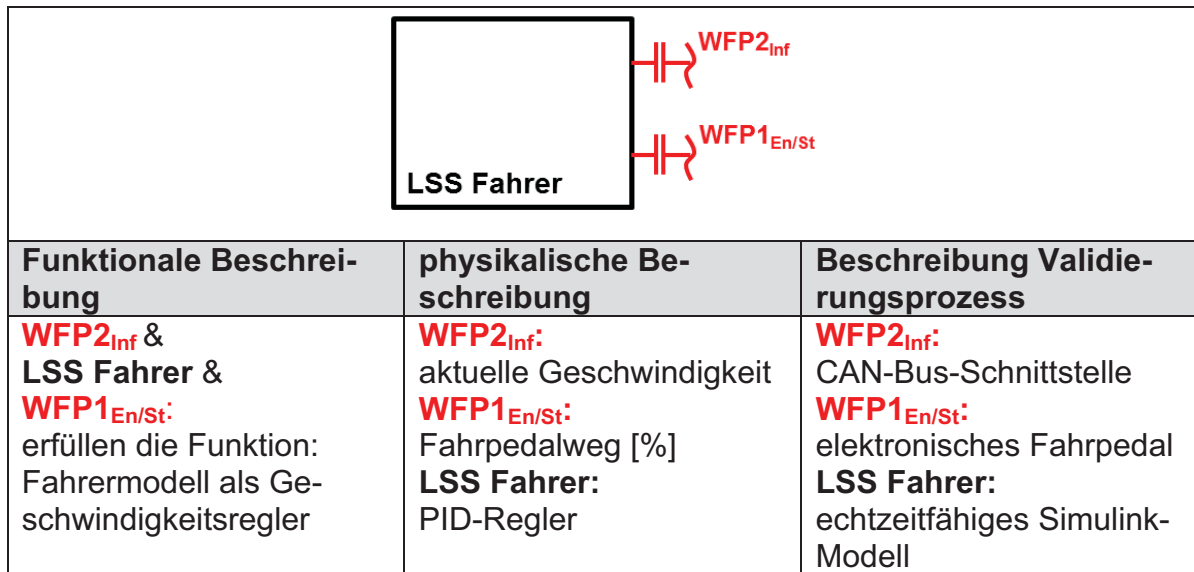 WFP2Inf
WFP1En/St
LSS Fahrer
Funktionale Beschrei-
bung
WFP2Inf &
LSS Fahrer &
WFP1En/St:
erfüllen die Funktion:
Fahrermodell als Ge-
schwindigkeitsregler
physikalische Be-
schreibung
WFP2Inf:
aktuelle Geschwindigkeit
WFP1En/St:
Fahrpedalweg [%]
LSS Fahrer:
PID-Regler
Beschreibung Validie-
rungsprozess
WFP2Inf:
CAN-Bus-Schnittstelle
WFP1En/St:
elektronisches Fahrpedal
LSS Fahrer:
echtzeitfähiges Simulink-
Modell